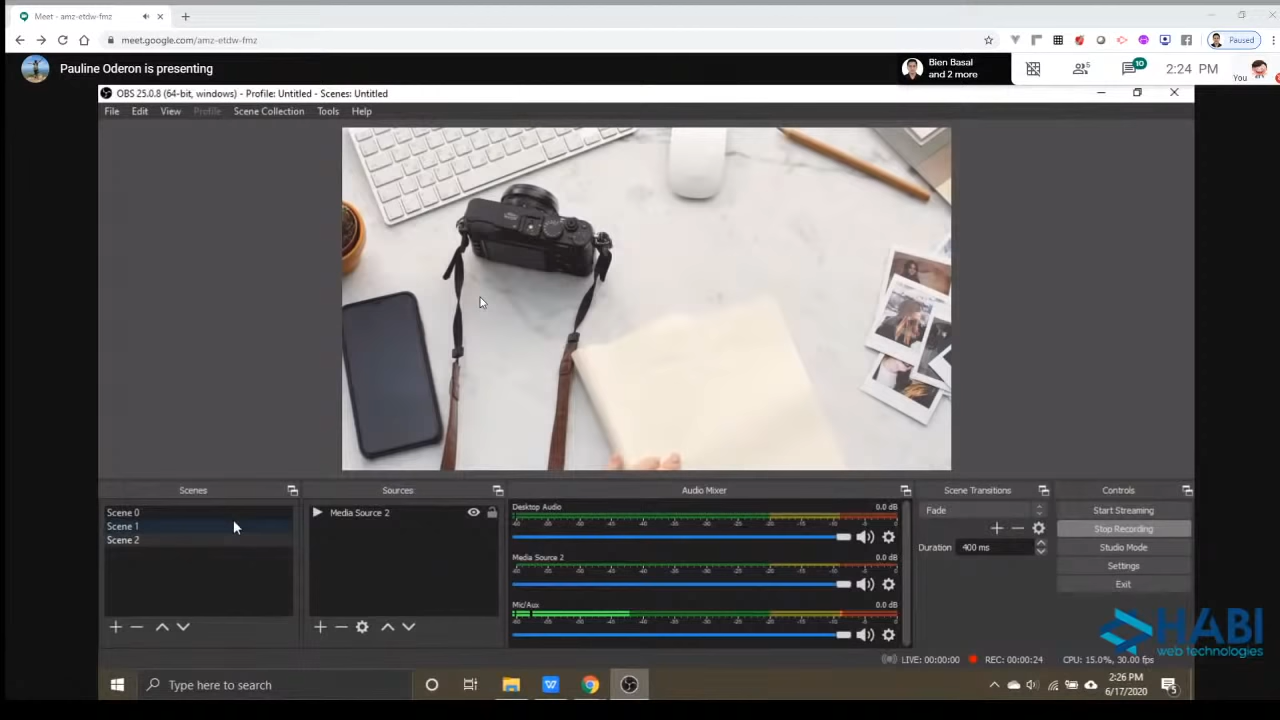 Meet - amz-etdw-fmz
meet.google.com/amz-etdw-fmz
Paused
Pauline Oderon is presenting
Bien Basal
and 2 more
6
10
2:24 PM
You
OBS 25.0.8 (64-bit, windows) - Profile: Untitled - Scenes: Untitled
File Edit View Profile Scene Collection Tools Help
Scenes
Scene 0
Scene 1
Scene 2
Sources
Media Source 2
Audio Mixer
Desktop Audio 0.0 dB
Media Source 2 0.0 dB
Mic/Aux 0.0 dB
Scene Transitions
Fade
Duration 400 ms
Controls
Start Streaming
Stop Recording
Studio Mode
Settings
Exit
LIVE: 00:00:00 REC: 00:00:24 CPU: 15.0%, 30.00 fps
HABI
web technologies
Type here to search
2:26 PM
6/17/2020
5